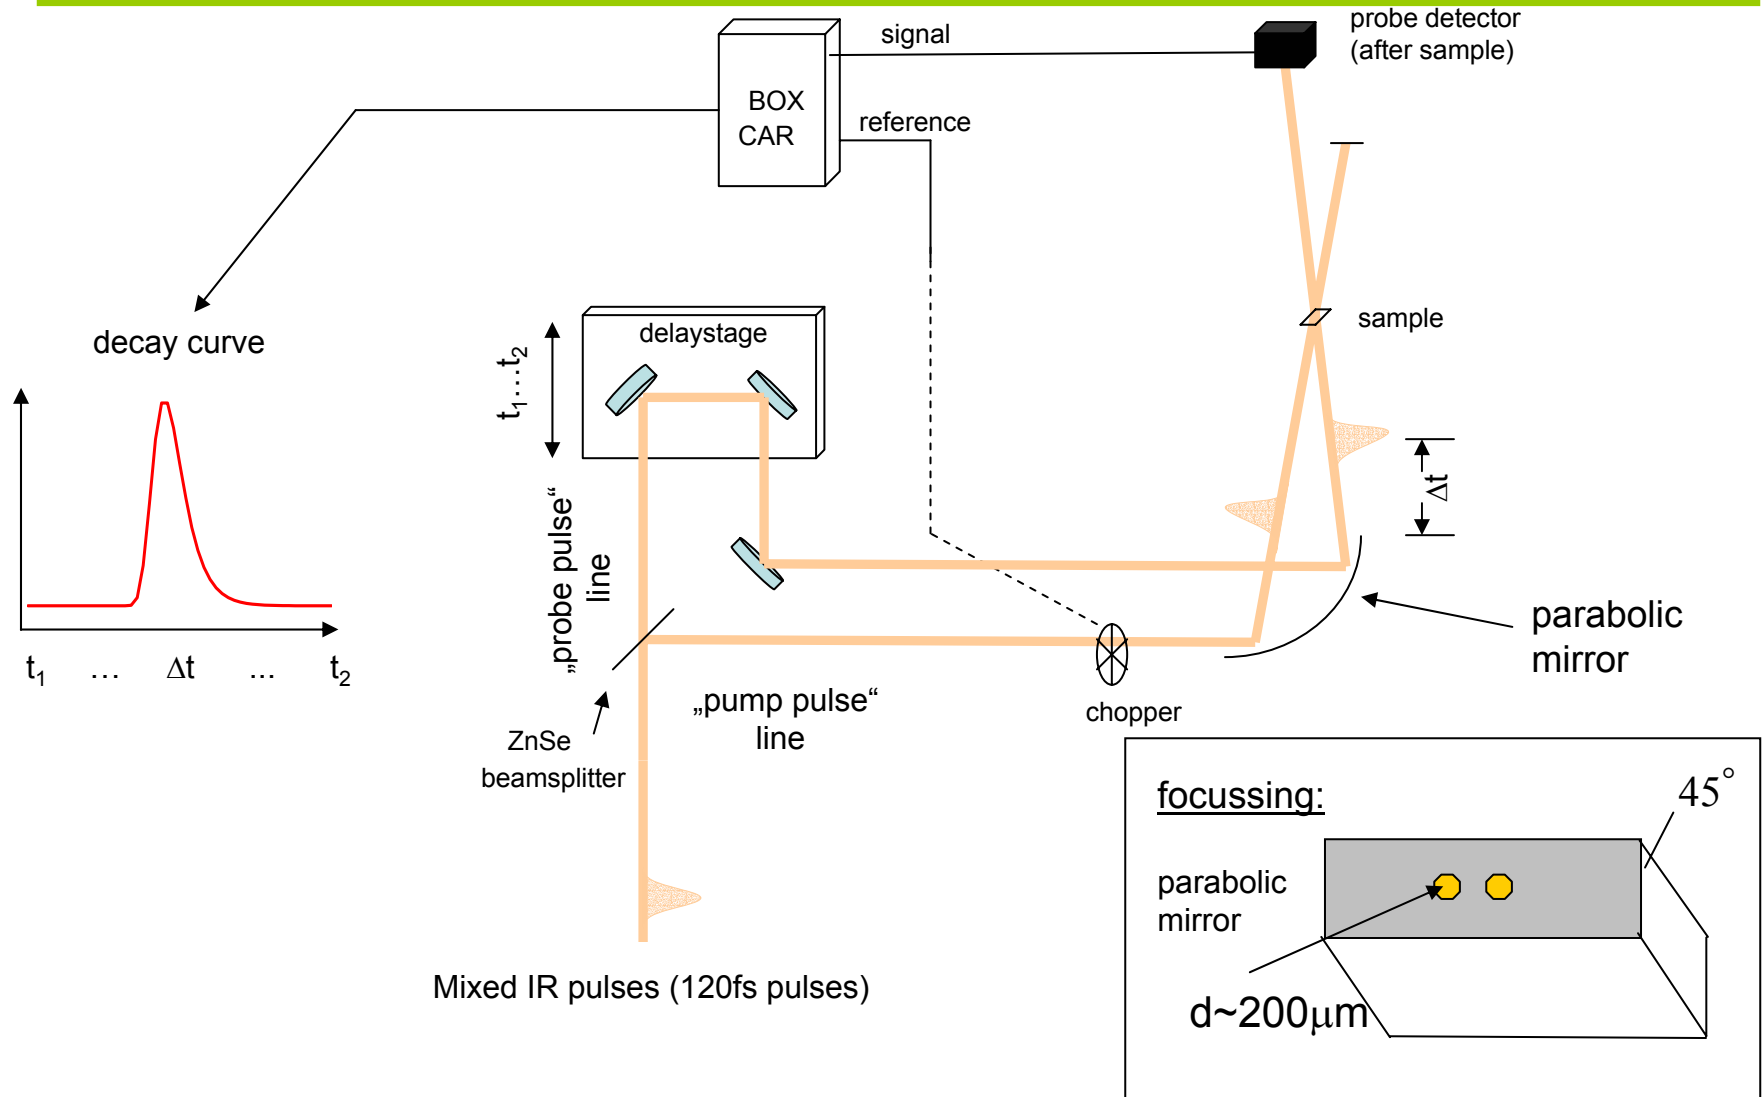 probe detector
(after sample)
signal
BOX
CAR
reference
sample
delaystage
t₁…t₂
decay curve
Δt
„probe pulse“
line
t₁ … Δt ... t₂
„pump pulse“
line
chopper
parabolic
mirror
ZnSe
beamsplitter
Mixed IR pulses (120fs pulses)
focussing:
45°
parabolic
mirror
d~200μm